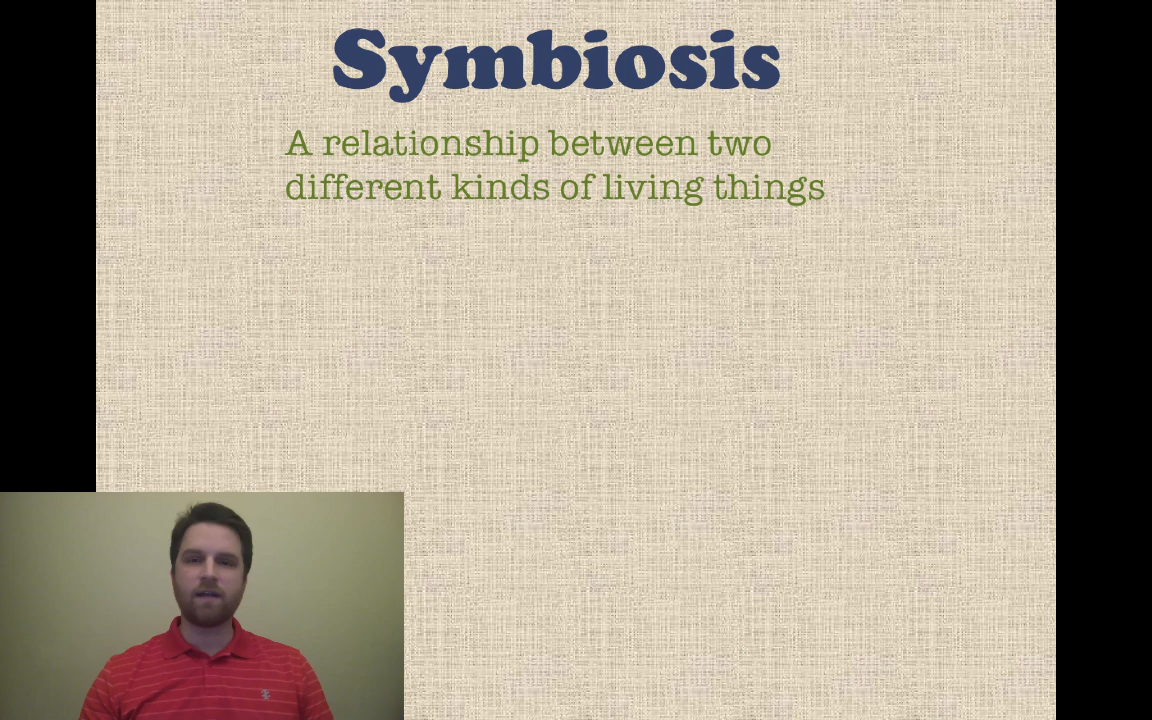 Symbiosis
A relationship between two
different kinds of living things